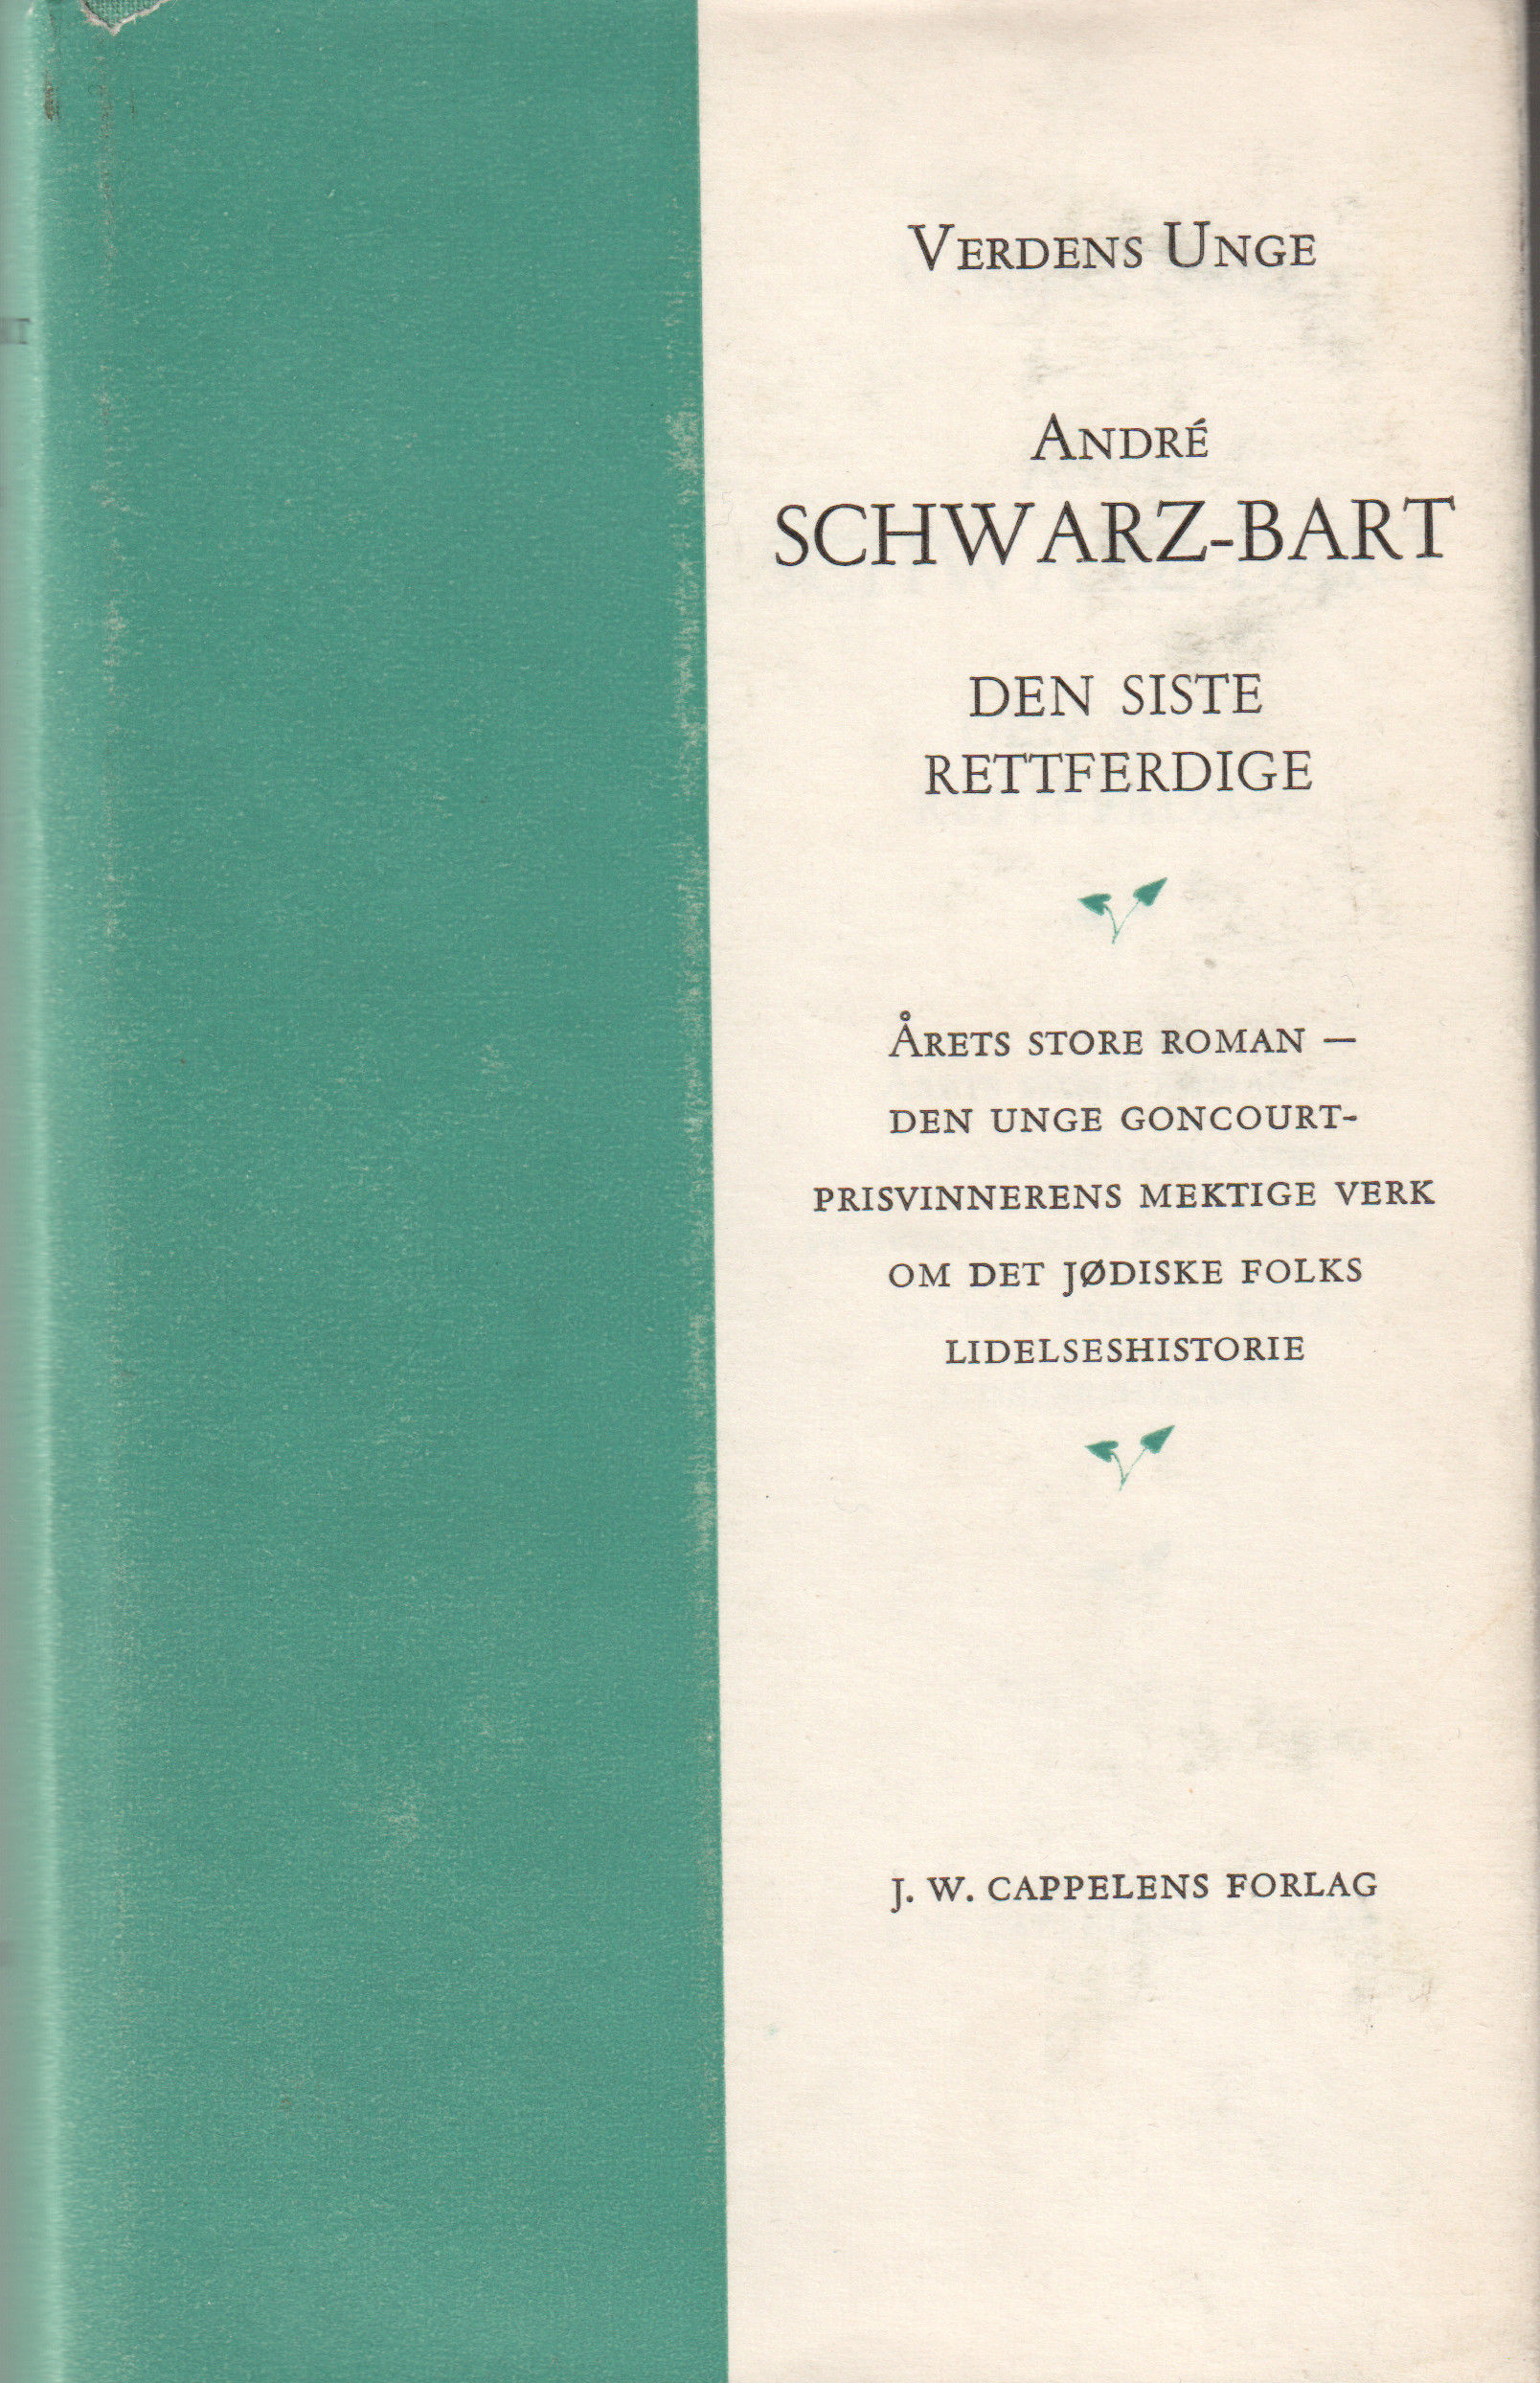 Verdens Unge
André
SCHWARZ-BART
DEN SISTE
RETTFERDIGE
Årets store roman —
den unge goncourt-
prisvinnerens mektige verk
om det jødiske folks
lidelseshistorie
J. W. CAPPELENS FORLAG